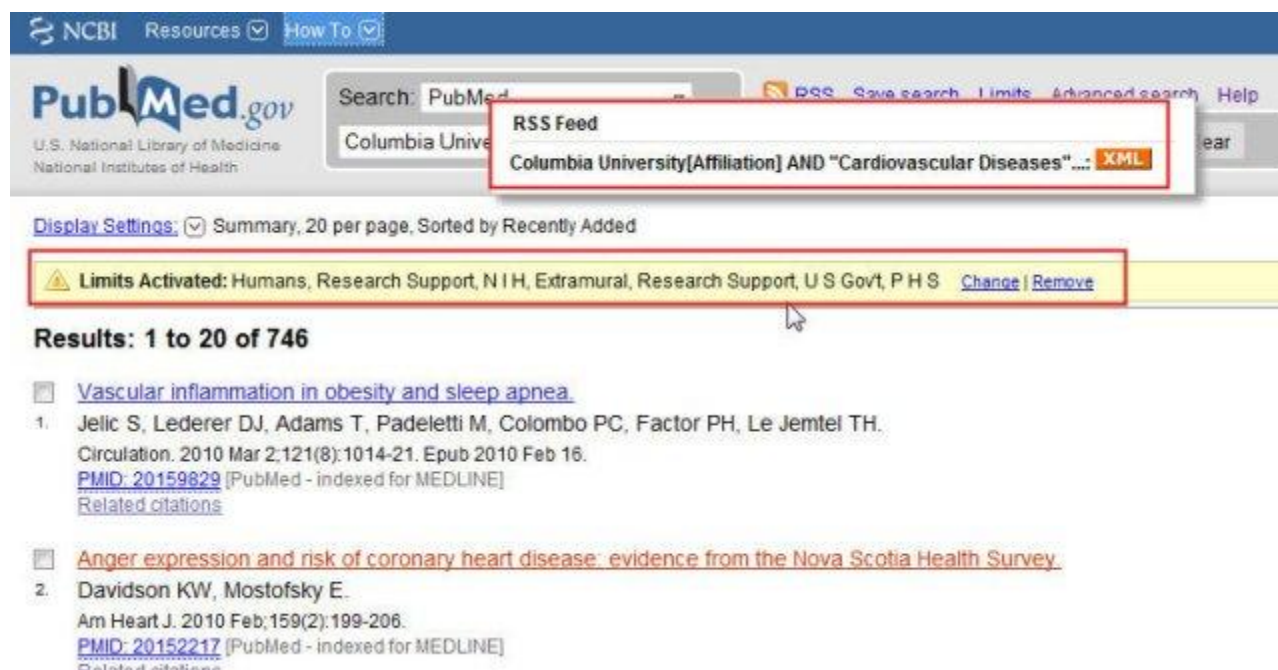 NCBI Resources How To
PubMed.gov
U.S. National Library of Medicine
National Institutes of Health
Search: PubMed
RSS Save search Limits Advanced search Help
Columbia Unive
ear
RSS Feed
Columbia University[Affiliation] AND "Cardiovascular Diseases"...: XML
Display Settings: Summary, 20 per page, Sorted by Recently Added
Limits Activated: Humans, Research Support, N I H, Extramural, Research Support, U S Gov't, P H S Change | Remove
Results: 1 to 20 of 746
Vascular inflammation in obesity and sleep apnea.
1. Jelic S, Lederer DJ, Adams T, Padeletti M, Colombo PC, Factor PH, Le Jemtel TH.
Circulation. 2010 Mar 2;121(8):1014-21. Epub 2010 Feb 16.
PMID: 20159829 [PubMed - indexed for MEDLINE]
Related citations
Anger expression and risk of coronary heart disease: evidence from the Nova Scotia Health Survey.
2. Davidson KW, Mostofsky E.
Am Heart J. 2010 Feb;159(2):199-206.
PMID: 20152217 [PubMed - indexed for MEDLINE]
Related citations